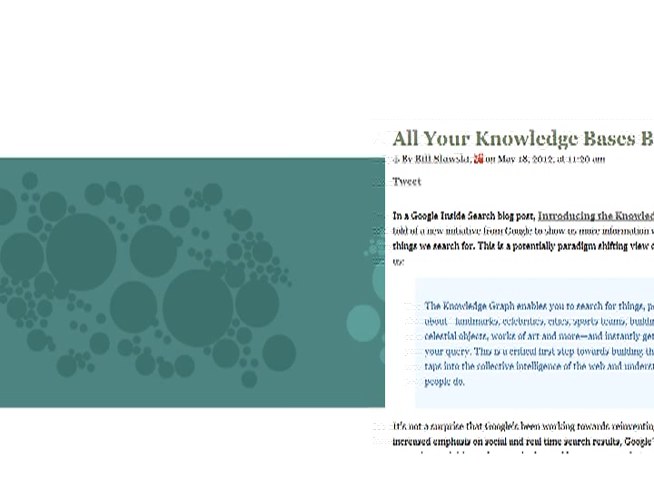 All Your Knowledge Bases B
By Bill Slawski, on May 18, 2012, at 11:20 am
Tweet
In a Google Inside Search blog post, Introducing the Knowled
told of a new initiative from Google to show us more information
things we search for. This is a potentially paradigm shifting view
us:
The Knowledge Graph enables you to search for things, p
about—landmarks, celebrities, cities, sports teams, buildin
celestial objects, works of art and more—and instantly get
your query. This is a critical first step towards building th
taps into the collective intelligence of the web and underst
people do.
It's not a surprise that Google's been working towards reinventing
increased emphasis on social and real time search results, Google'